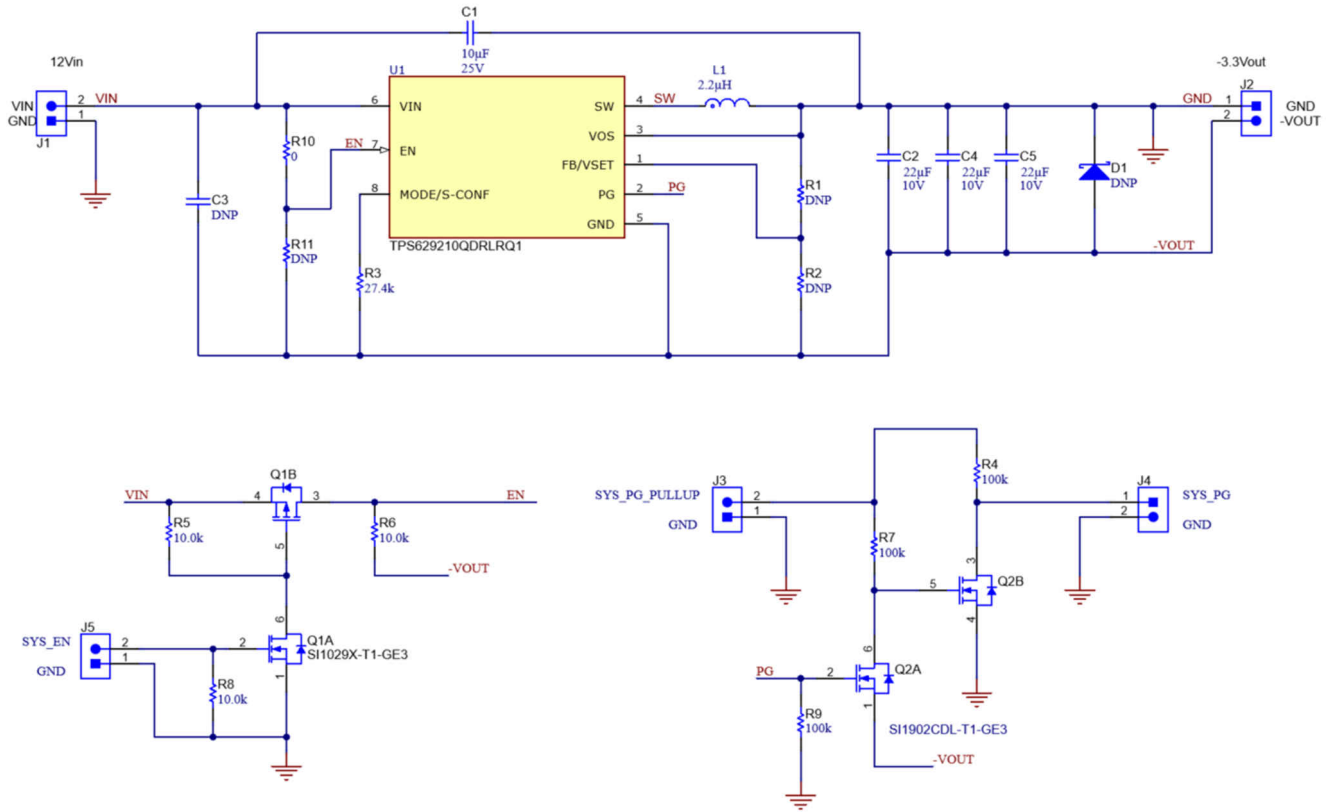 C1
10µF
25V
12Vin
-3.3Vout
U1
L1
2.2µH
J2
VIN 2 VIN
GND 1
J1
6 VIN
SW 4 SW
GND 1 GND
2 -VOUT
VOS 3
R10
0
EN 7 EN
FB/VSET 1
C2
22µF
10V
C4
22µF
10V
C5
22µF
10V
D1
DNP
C3
DNP
8 MODE/S-CONF
PG 2 PG
R1
DNP
GND 5
R11
DNP
TPS629210QDRLRQ1
-VOUT
R3
27.4k
R2
DNP
Q1B
VIN 4 3 EN
R5
10.0k
5
R6
10.0k
-VOUT
6
J5
SYS_EN 2
GND 1
2
Q1A
SI1029X-T1-GE3
1
R8
10.0k
R4
100k
J3
SYS_PG_PULLUP 2
GND 1
J4
1 SYS_PG
2 GND
R7
100k
3
5
Q2B
4
6
PG 2
Q2A
1
R9
100k
SI1902CDL-T1-GE3
-VOUT